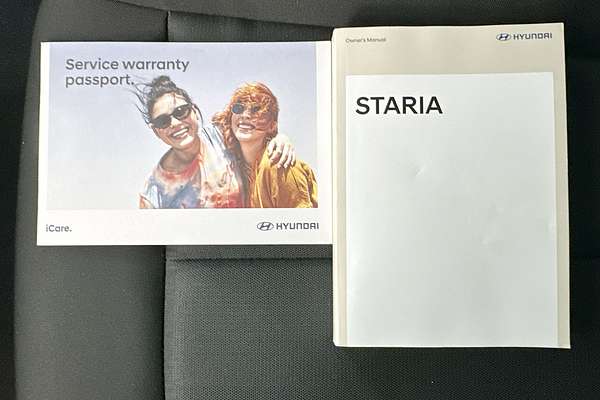 Service warranty
passport.
iCare.
HYUNDAI
Owner's Manual
HYUNDAI
STARIA